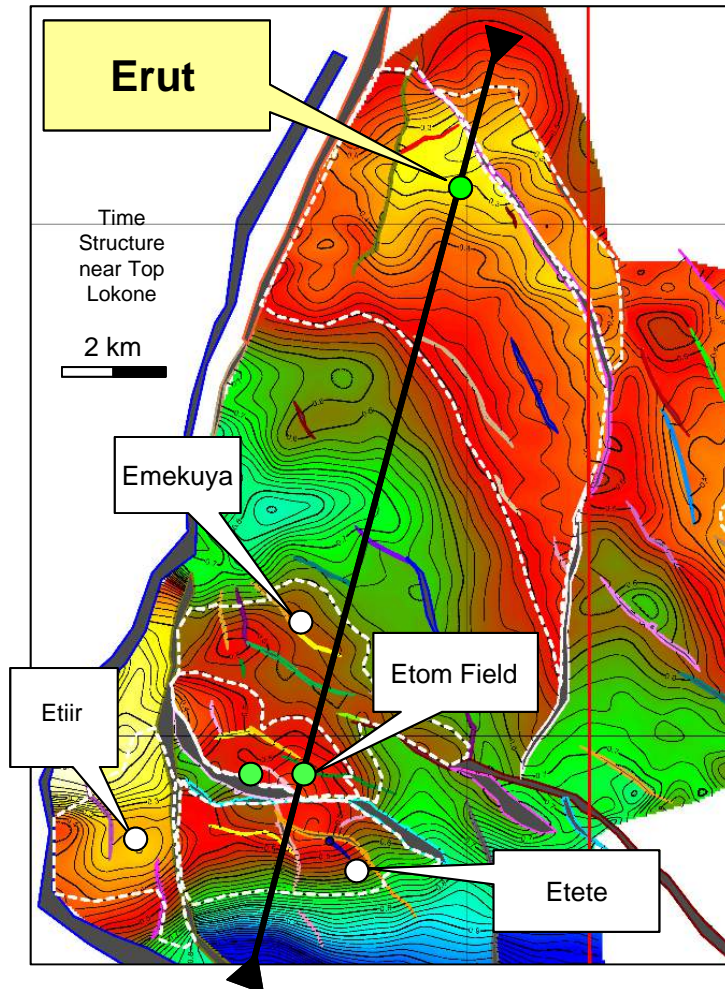 Erut
Time
Structure
near Top
Lokone
2 km
Emekuya
Etom Field
Etiir
Etete